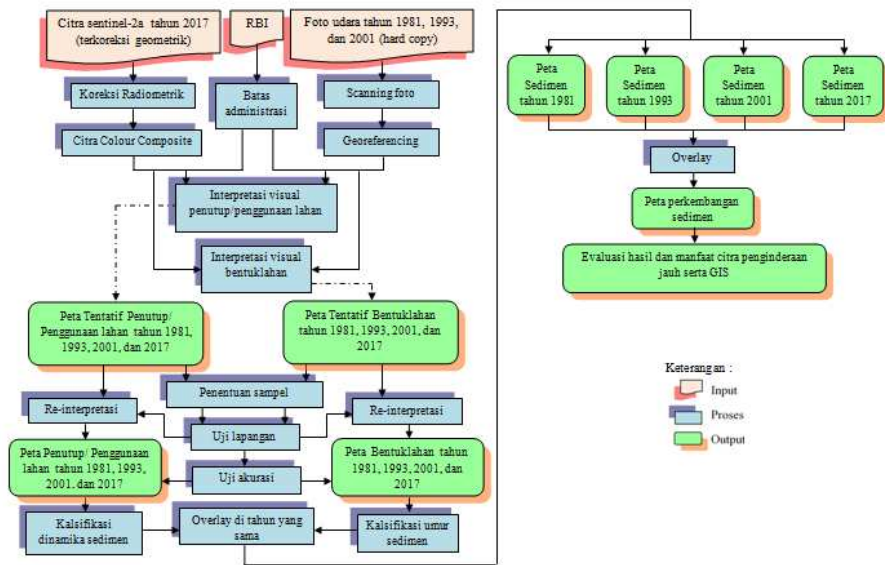 Citra sentinel-2a tahun 2017
(terkoreksi geometrik)
RBI
Foto udara tahun 1981, 1993,
dan 2001 (hard copy)
Koreksi Radiometrik
Batas
administrasi
Scanning foto
Citra Colour Composite
Georeferencing
Interpretasi visual
penutup/penggunaan lahan
Interpretasi visual
bentuklahan
Peta Tentatif Penutup/
Penggunaan lahan tahun 1981,
1993, 2001, dan 2017
Peta Tentatif Bentuklahan
tahun 1981, 1993, 2001, dan
2017
Penentuan sampel
Re-interpretasi
Re-interpretasi
Uji lapangan
Peta Penutup/ Penggunaan
lahan tahun 1981, 1993,
2001. dan 2017
Uji akurasi
Peta Bentuklahan tahun
1981, 1993, 2001, dan
2017
Kalsifikasi
dinamika sedimen
Overlay di tahun yang
sama
Kalsifikasi umur
sedimen
Peta
Sedimen
tahun 1981
Peta
Sedimen
tahun 1993
Peta
Sedimen
tahun 2001
Peta
Sedimen
tahun 2017
Overlay
Peta perkembangan
sedimen
Evaluasi hasil dan manfaat citra penginderaan
jauh serta GIS
Keterangan :
Input
Proses
Output